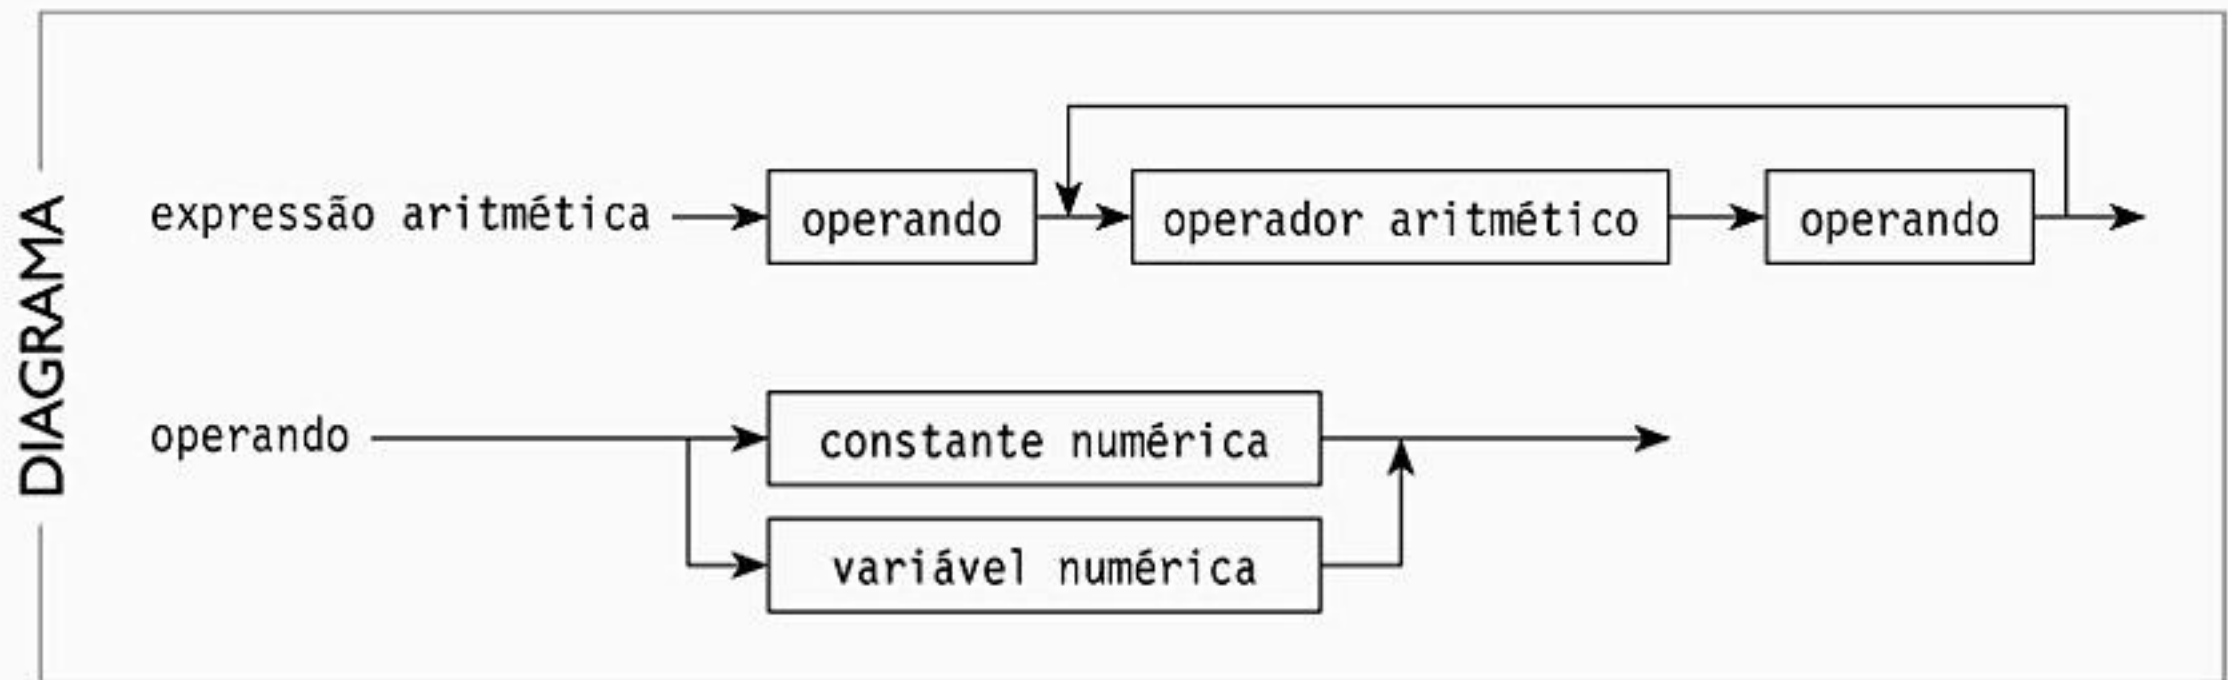 DIAGRAMA
expressão aritmética operando operador aritmético operando
operando constante numérica
variável numérica